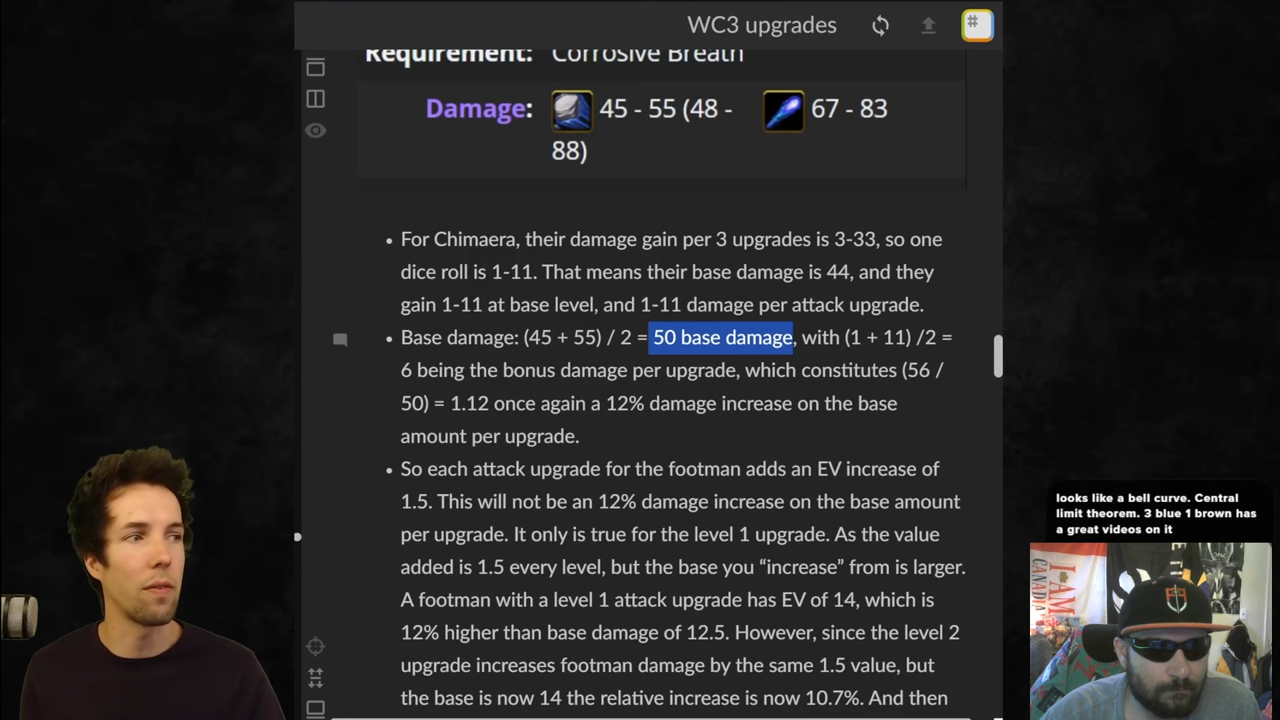 WC3 upgrades
#
Requirement: Corrosive Breath
Damage: 45 - 55 (48 - 67 - 83
88)
• For Chimaera, their damage gain per 3 upgrades is 3-33, so one
dice roll is 1-11. That means their base damage is 44, and they
gain 1-11 at base level, and 1-11 damage per attack upgrade.
• Base damage: (45 + 55) / 2 = 50 base damage, with (1 + 11) /2 =
6 being the bonus damage per upgrade, which constitutes (56 /
50) = 1.12 once again a 12% damage increase on the base
amount per upgrade.
• So each attack upgrade for the footman adds an EV increase of
1.5. This will not be an 12% damage increase on the base amount
per upgrade. It only is true for the level 1 upgrade. As the value
added is 1.5 every level, but the base you “increase” from is larger.
A footman with a level 1 attack upgrade has EV of 14, which is
12% higher than base damage of 12.5. However, since the level 2
upgrade increases footman damage by the same 1.5 value, but
the base is now 14 the relative increase is now 10.7%. And then
looks like a bell curve. Central
limit theorem. 3 blue 1 brown has
a great videos on it
I AM
CANADIAN